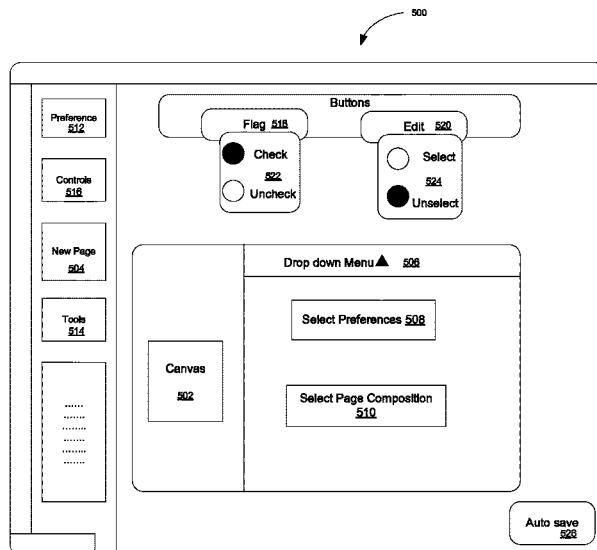 500
Buttons
Preference
512
Flag 518
Edit 520
Check
522
Uncheck
Select
524
Unselect
Controls
516
New Page
504
Tools
514
Drop down Menu 506
Select Preferences 508
Canvas
502
Select Page Composition
510
Auto save
526